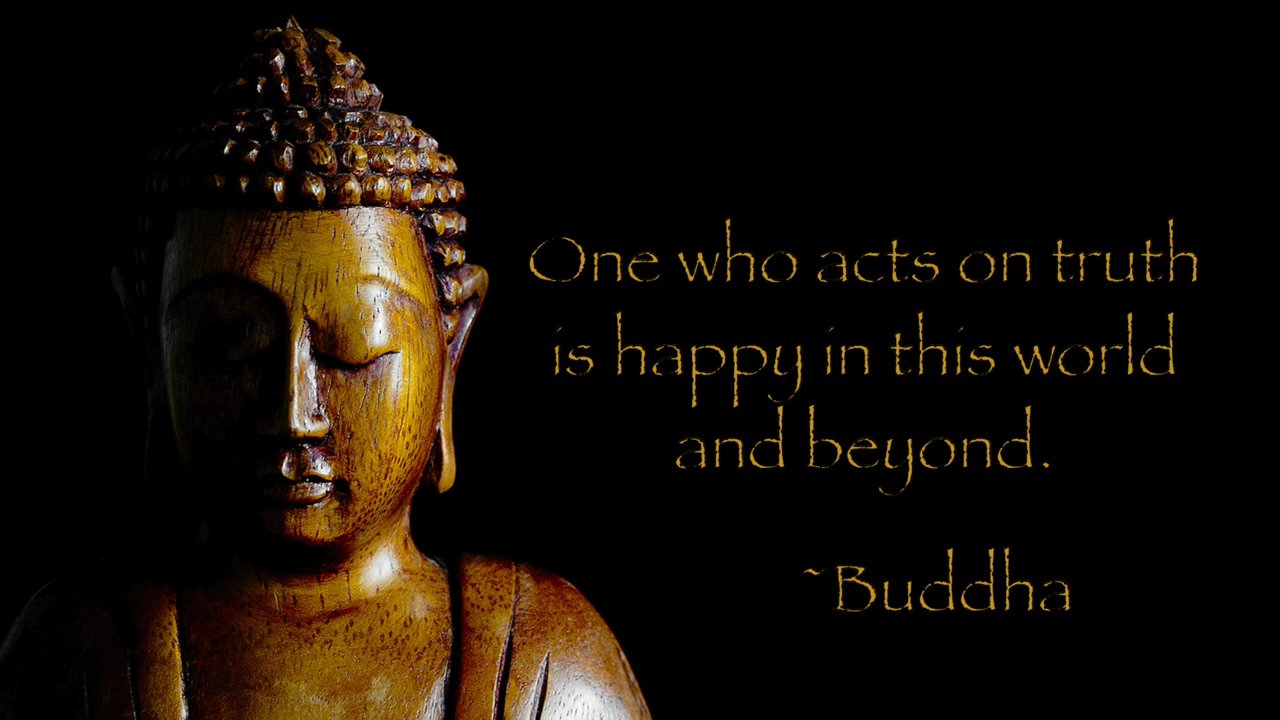 One who acts on truth
is happy in this world
and beyond.
~Buddha